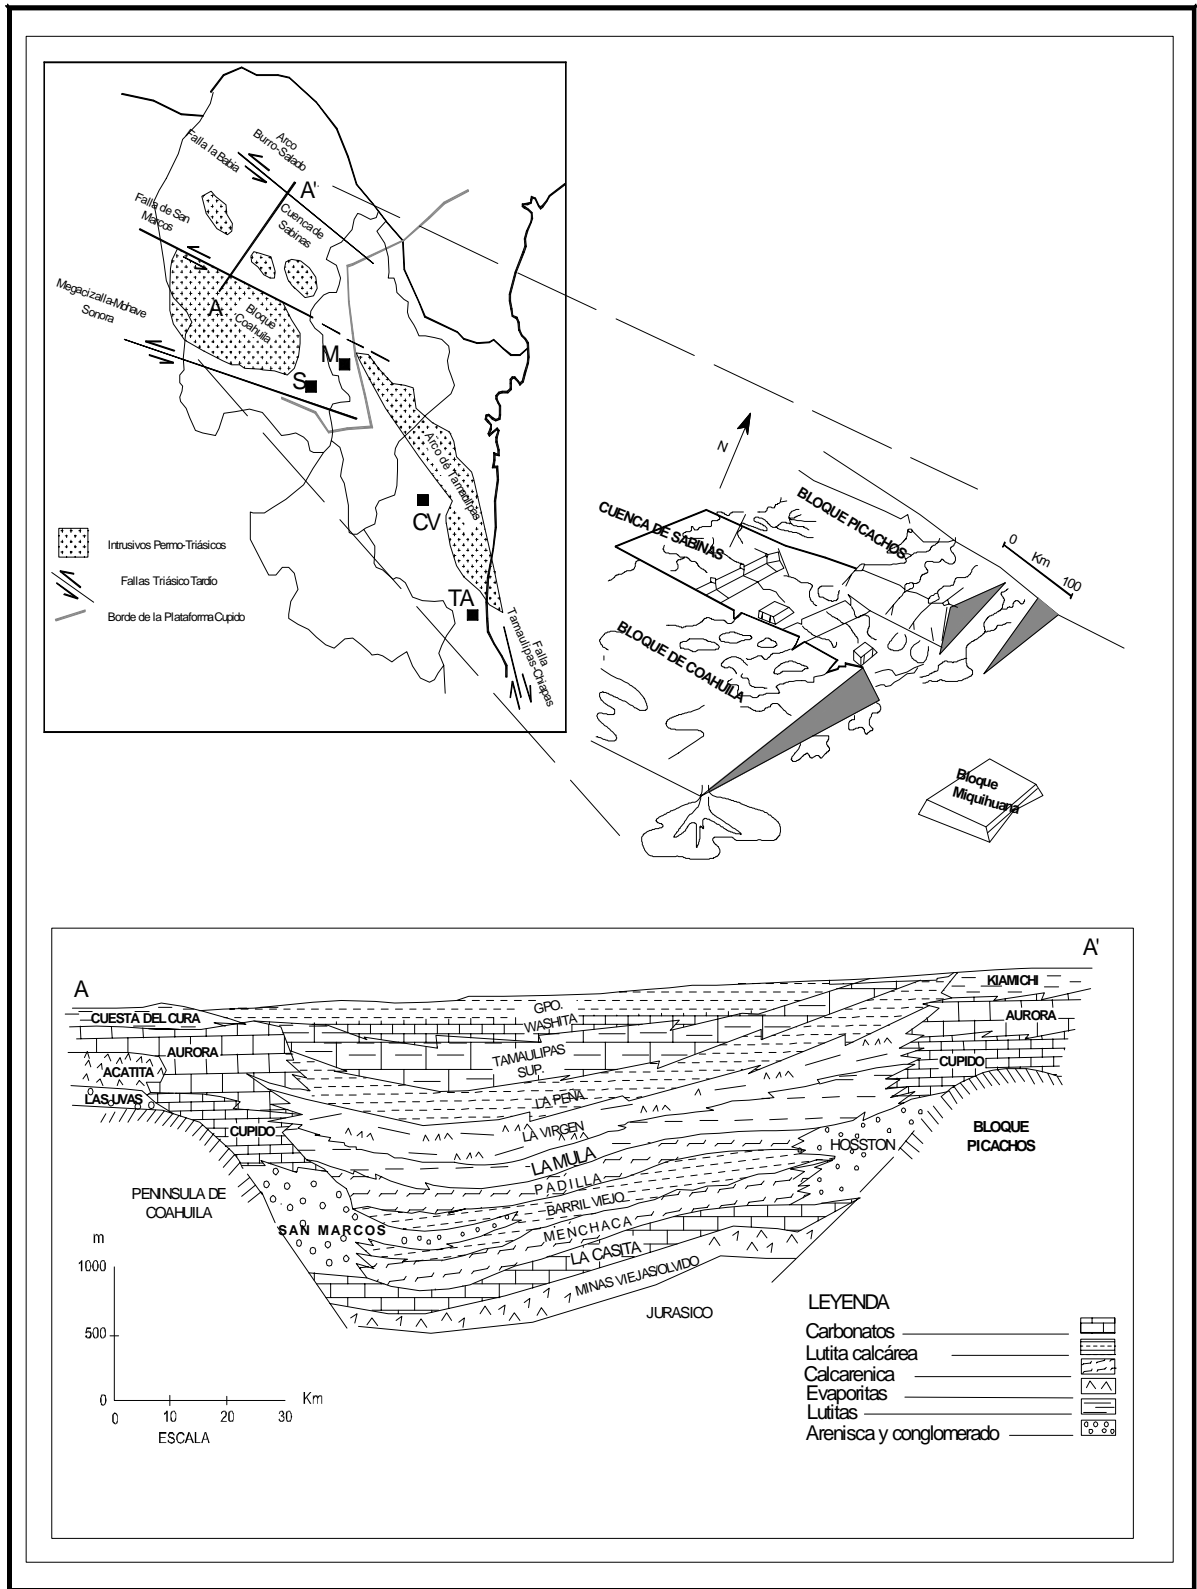 Arco
Burro-Salado
Falla la Babia
A'
Falla de San
Marcos
Cuenca de
Sabinas
Megacizalla-Mohave
Sonora
A
Bloque
Coahuila
M
S
Arco de Tamaulipas
CV
TA
Falla
Tamaulipas-Chiapas
Intrusivos Permo-Triásicos
Fallas Triásico Tardío
Borde de la Plataforma Cupido
N
CUENCA DE SABINAS
BLOQUE PICACHOS
0
Km
100
BLOQUE DE COAHUILA
Bloque
Miquihuana
A
A'
CUESTA DEL CURA
AURORA
ACATITA
LAS UVAS
CUPIDO
GPO.
WASHITA
TAMAULIPAS
SUP.
LA PEÑA
LA VIRGEN
LA MULA
PADILLA
BARRIL VIEJO
MENCHACA
LA CASITA
MINAS VIEJAS/OLVIDO
JURASICO
KIAMICHI
AURORA
CUPIDO
HOSSTON
BLOQUE
PICACHOS
PENINSULA DE
COAHUILA
SAN MARCOS
m
1000
500
0
0 10 20 30 Km
ESCALA
LEYENDA
Carbonatos
Lutita calcárea
Calcarenica
Evaporitas
Lutitas
Arenisca y conglomerado